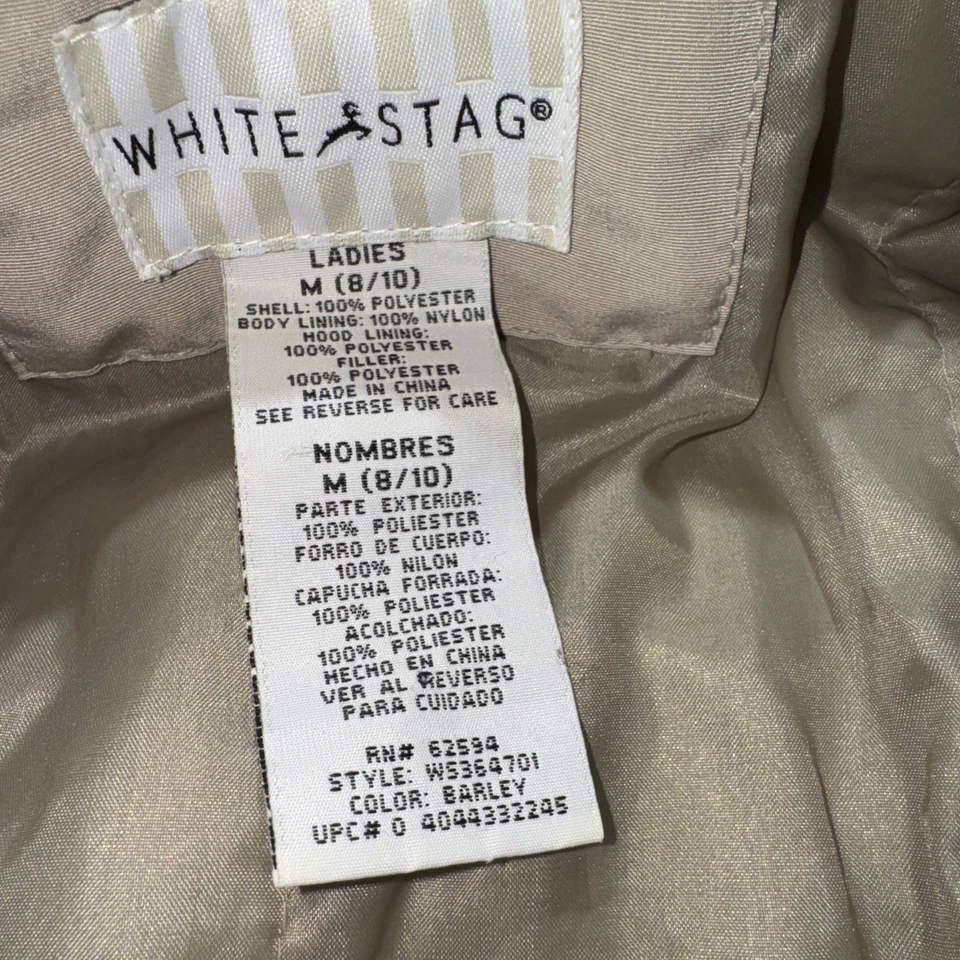 WHITE STAG®
LADIES
M (8/10)
SHELL: 100% POLYESTER
BODY LINING: 100% NYLON
HOOD LINING:
100% POLYESTER
FILLER:
100% POLYESTER
MADE IN CHINA
SEE REVERSE FOR CARE
NOMBRES
M (8/10)
PARTE EXTERIOR:
100% POLIESTER
FORRO DE CUERPO:
100% NILON
CAPUCHA FORRADA:
100% POLIESTER
ACOLCHADO:
100% POLIESTER
HECHO EN CHINA
VER AL REVERSO
PARA CUIDADO
RN# 62594
STYLE: WS364701
COLOR: BARLEY
UPC# 0 4044332245